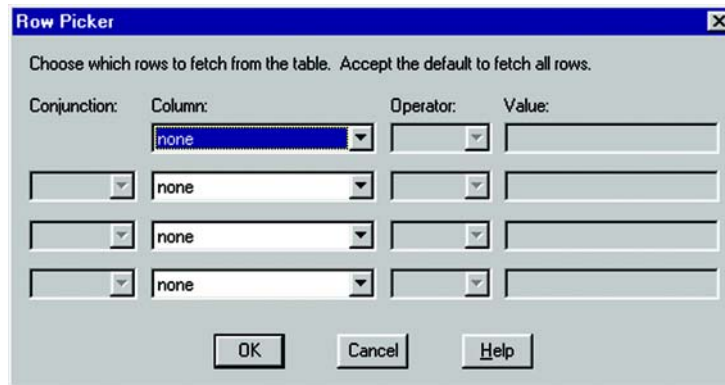 Row Picker
Choose which rows to fetch from the table. Accept the default to fetch all rows.
Conjunction: Column: Operator: Value:
none
none
none
none
OK Cancel Help